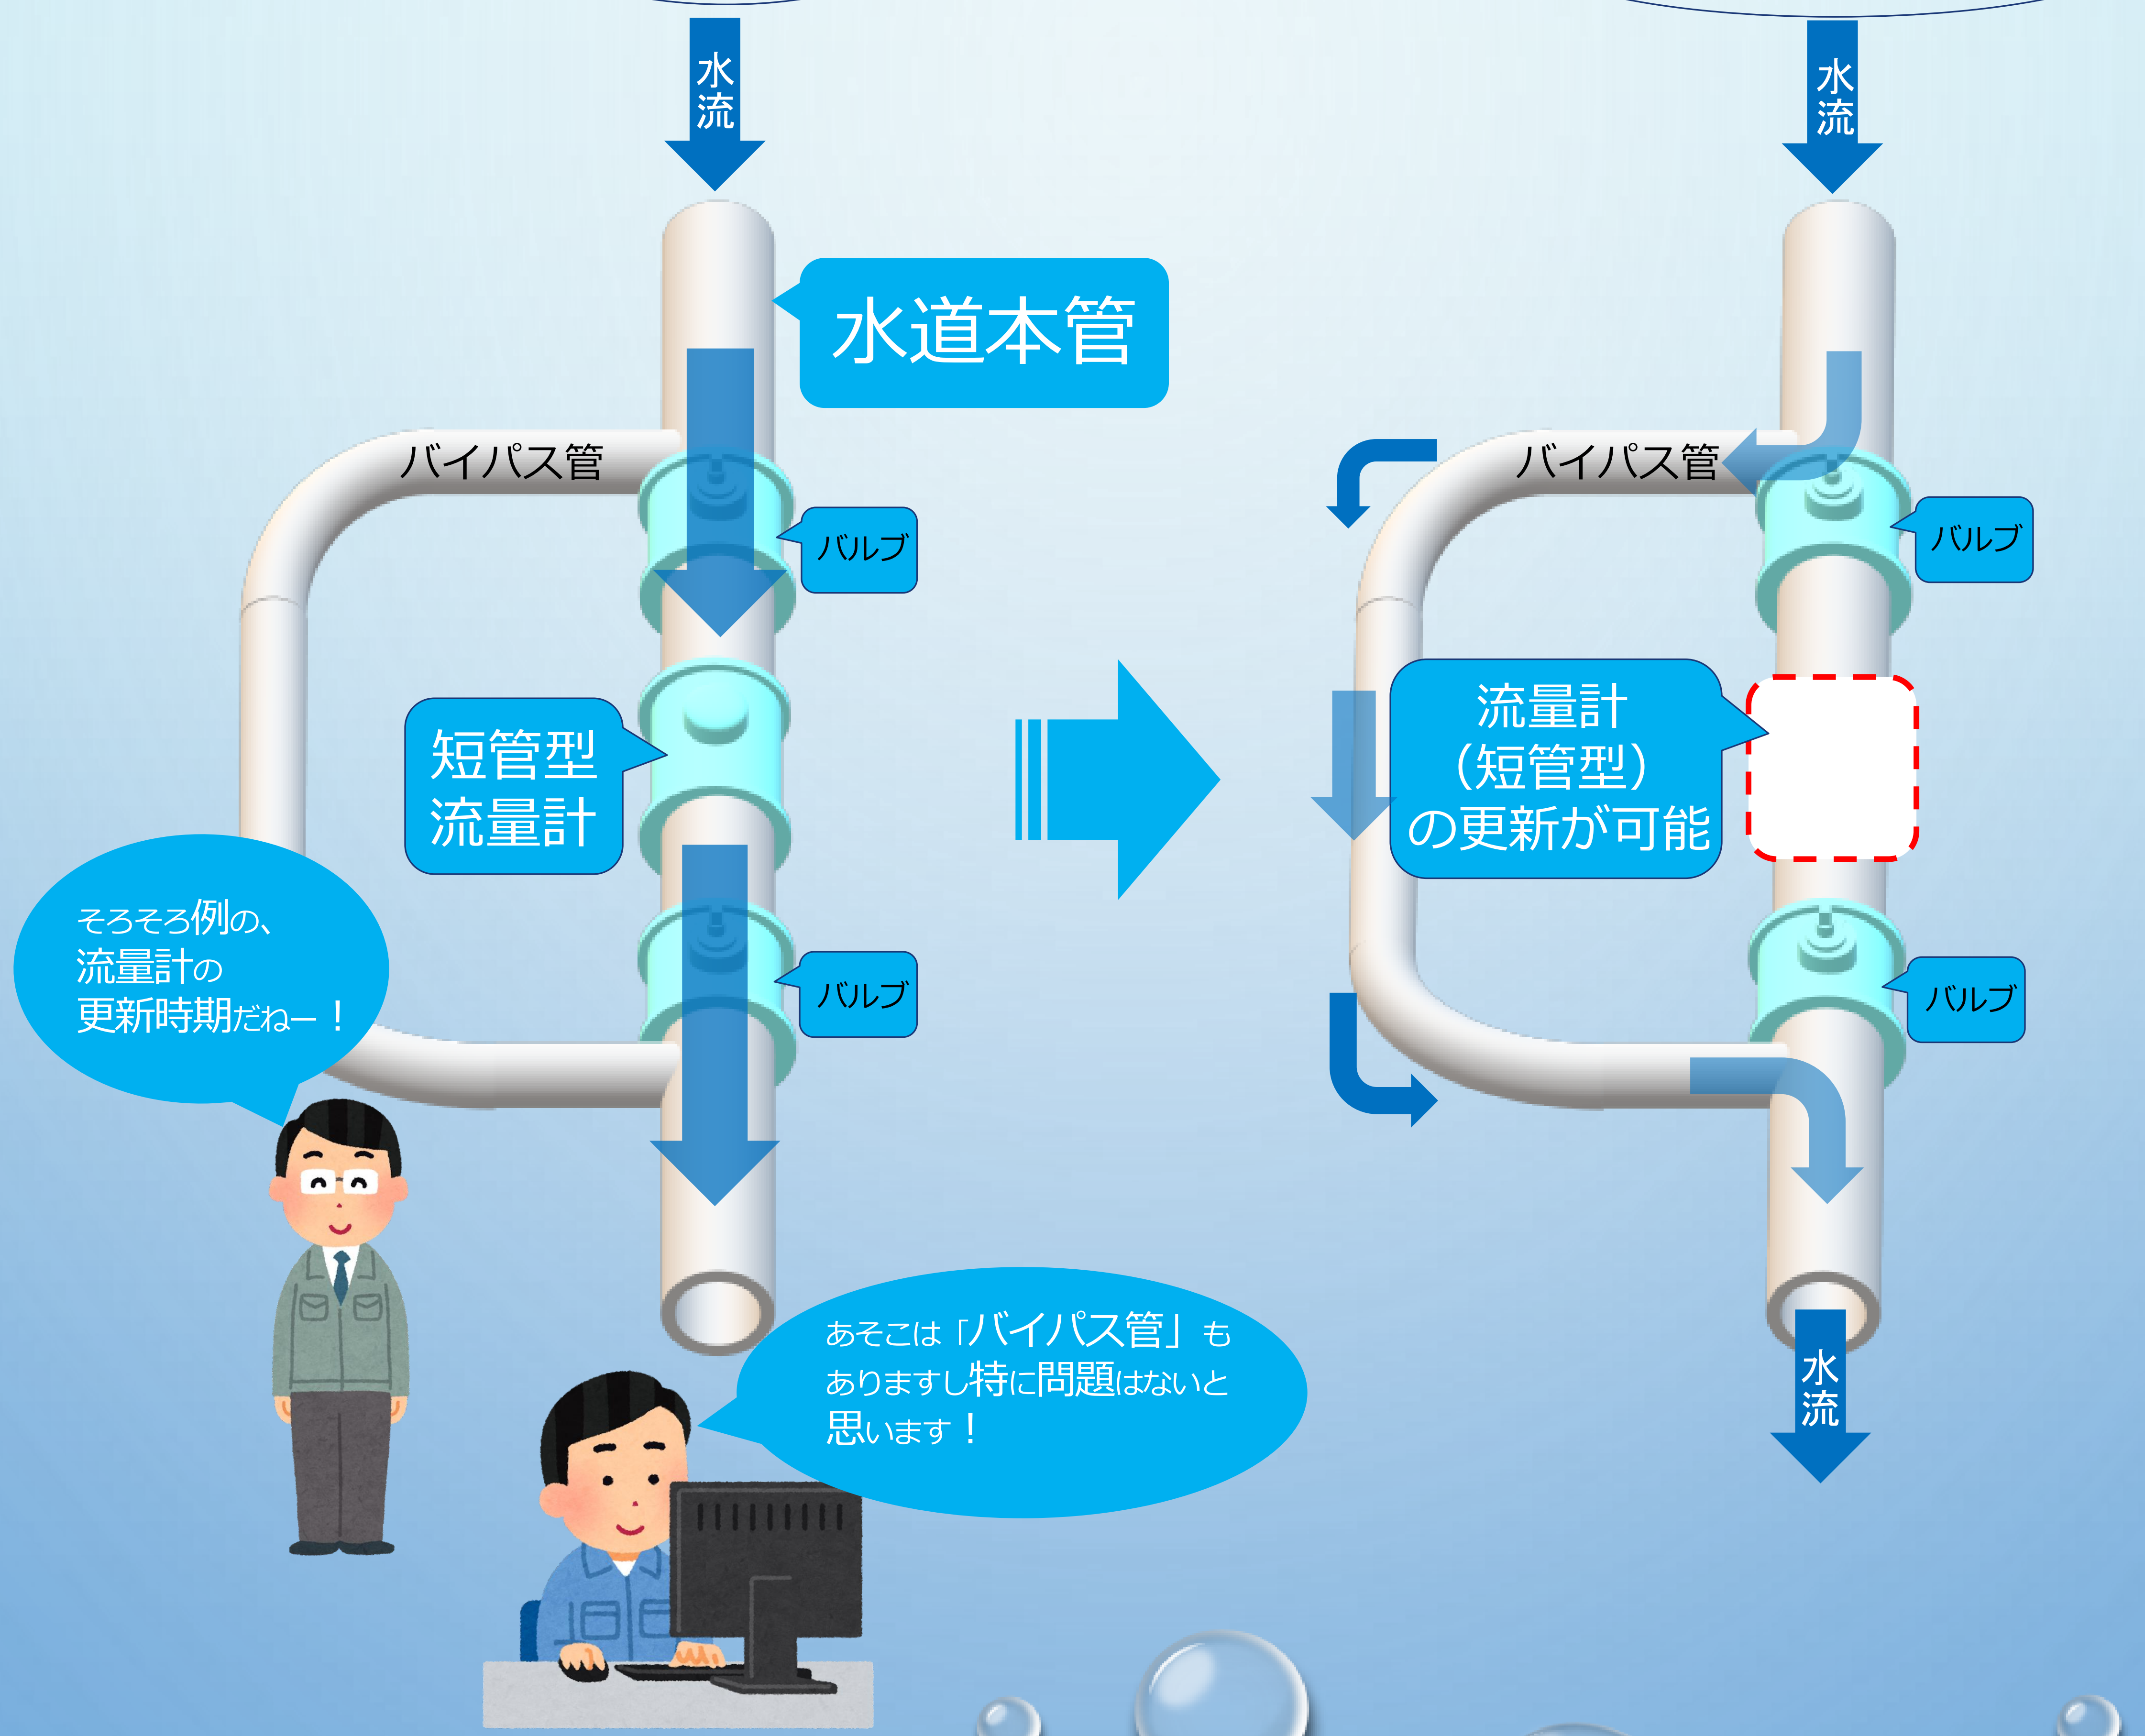 水流
水道本管
バイパス管
バルブ
短管型
流量計
バルブ
そろそろ例の、
流量計の
更新時期だねー！
あそこは「バイパス管」も
ありますし特に問題はないと
思います！
水流
バイパス管
バルブ
流量計
（短管型）
の更新が可能
バルブ
水流